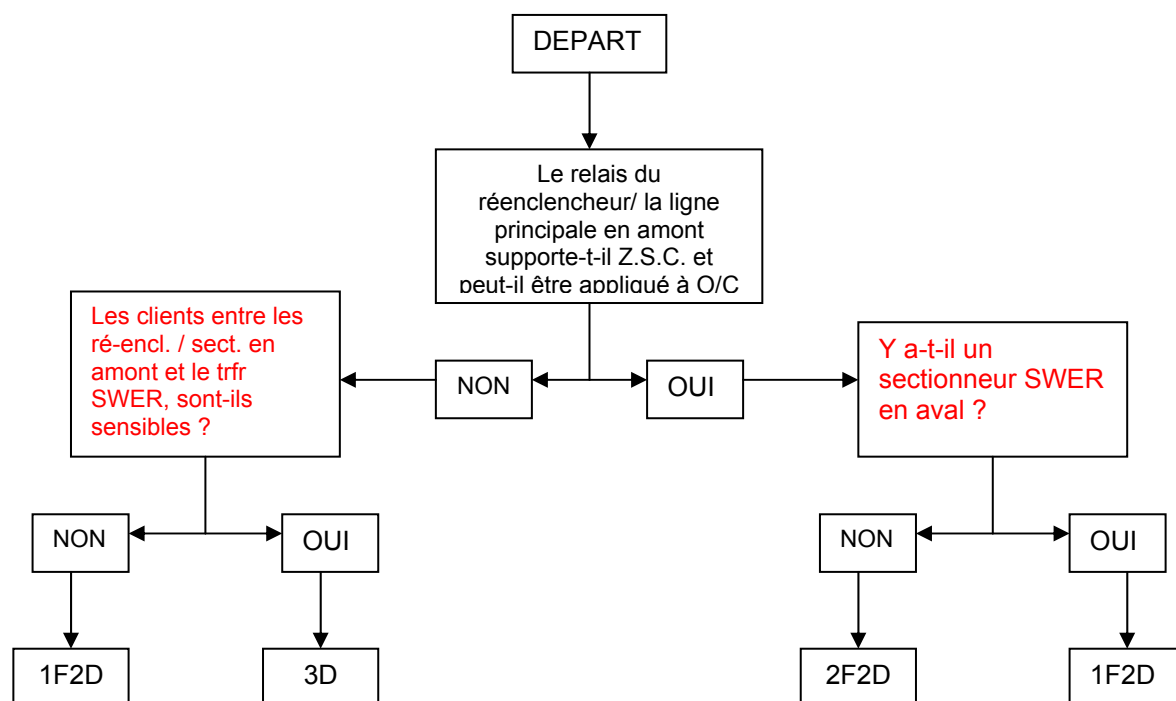 DEPART
Le relais du
réenclencheur/ la ligne
principale en amont
supporte-t-il Z.S.C. et
peut-il être appliqué à O/C
Les clients entre les
ré-encl. / sect. en
amont et le trfr
SWER, sont-ils
sensibles ?
NON
OUI
Y a-t-il un
sectionneur SWER
en aval ?
NON
OUI
NON
OUI
1F2D
3D
2F2D
1F2D